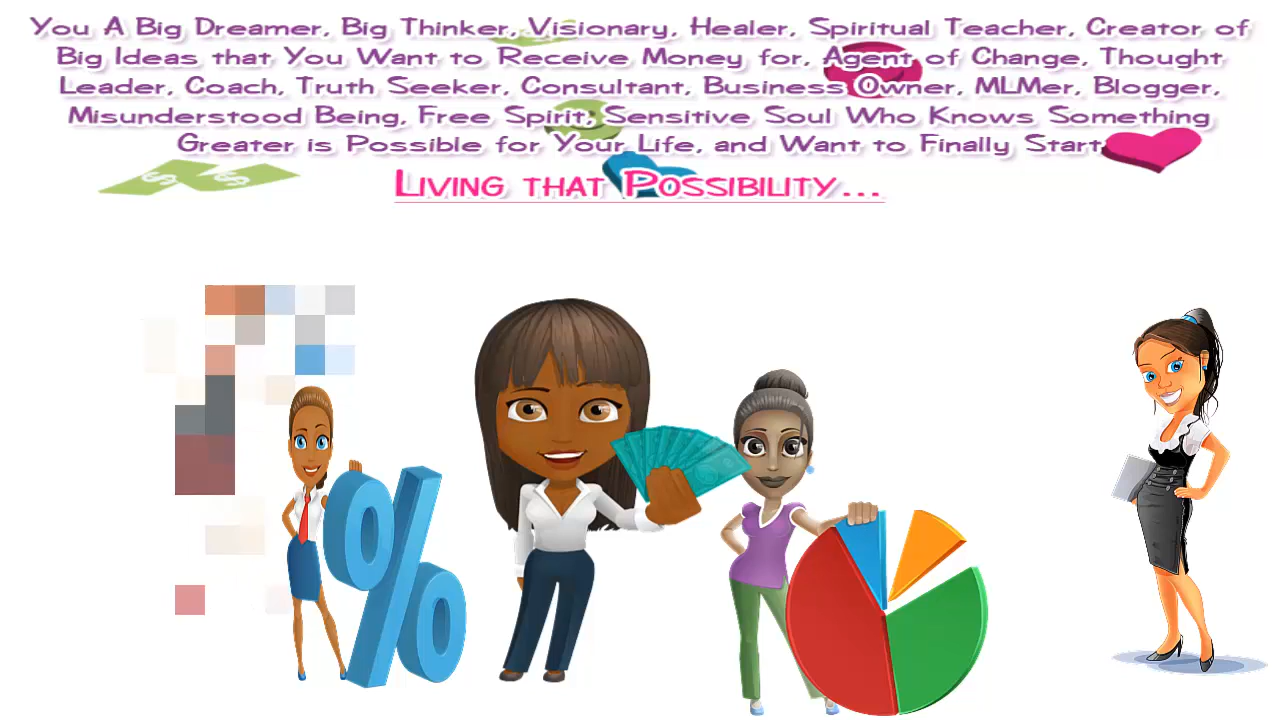 You A Big Dreamer, Big Thinker, Visionary, Healer, Spiritual Teacher, Creator of
Big Ideas that You Want to Receive Money for, Agent of Change, Thought
Leader, Coach, Truth Seeker, Consultant, Business Owner, MLMer, Blogger,
Misunderstood Being, Free Spirit, Sensitive Soul Who Knows Something
Greater is Possible for Your Life, and Want to Finally Start
Living that Possibility...